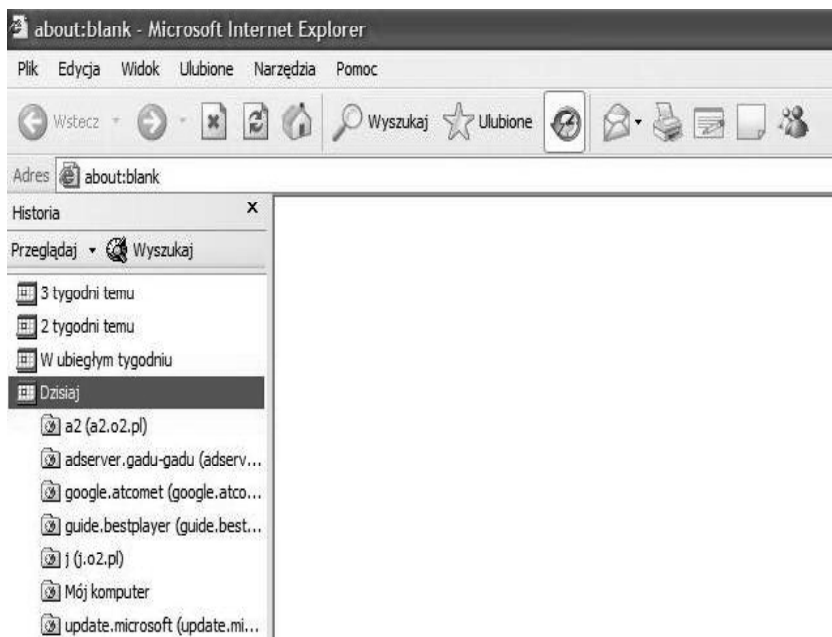 about:blank - Microsoft Internet Explorer
Plik Edycja Widok Ulubione Narzędzia Pomoc
Wstecz Wyszukaj Ulubione
Adres about:blank
Historia x
Przeglądaj Wyszukaj
3 tygodni temu
2 tygodni temu
W ubiegłym tygodniu
Dzisiaj
a2 (a2.o2.pl)
adserver.gadu-gadu (adserv...
google.atcomet (google.atco...
guide.bestplayer (guide.best...
j (j.o2.pl)
Mój komputer
update.microsoft (update.mi...